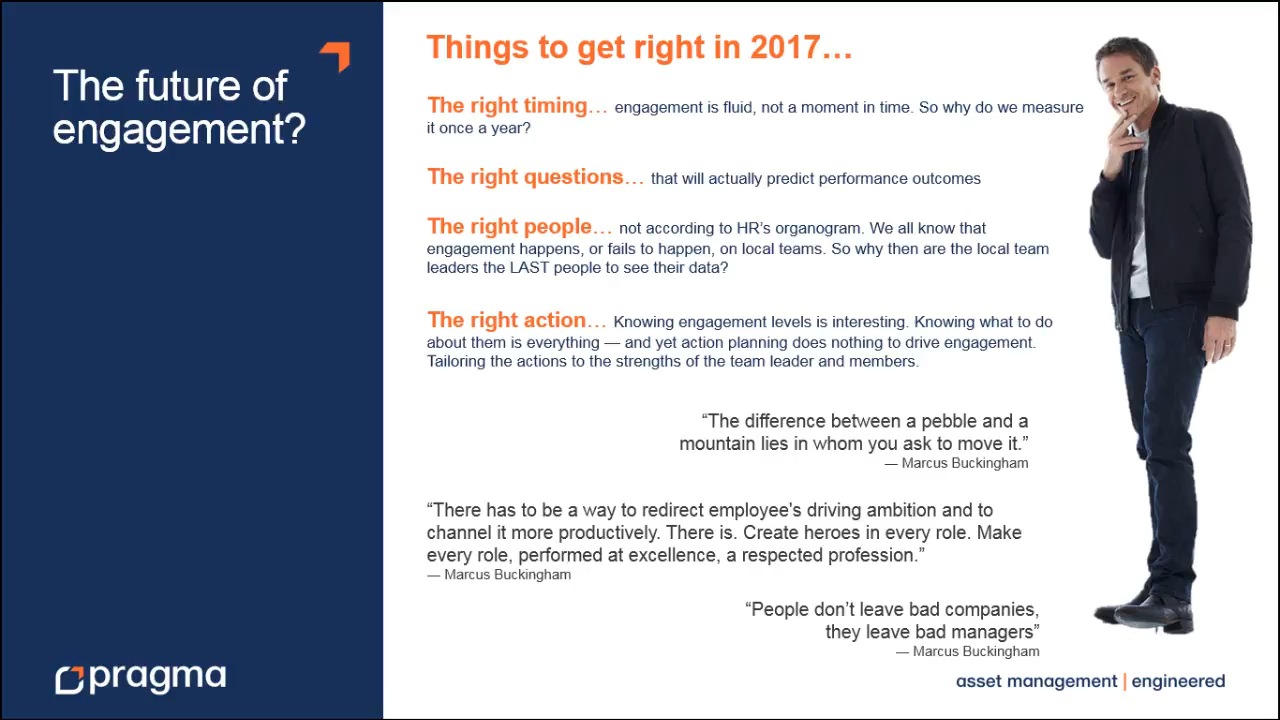 The future of
engagement?
Things to get right in 2017…
The right timing… engagement is fluid, not a moment in time. So why do we measure
it once a year?
The right questions… that will actually predict performance outcomes
The right people… not according to HR’s organogram. We all know that
engagement happens, or fails to happen, on local teams. So why then are the local team
leaders the LAST people to see their data?
The right action… Knowing engagement levels is interesting. Knowing what to do
about them is everything — and yet action planning does nothing to drive engagement.
Tailoring the actions to the strengths of the team leader and members.
“The difference between a pebble and a
mountain lies in whom you ask to move it.”
— Marcus Buckingham
“There has to be a way to redirect employee's driving ambition and to
channel it more productively. There is. Create heroes in every role. Make
every role, performed at excellence, a respected profession.”
— Marcus Buckingham
“People don’t leave bad companies,
they leave bad managers”
— Marcus Buckingham
pragma
asset management | engineered